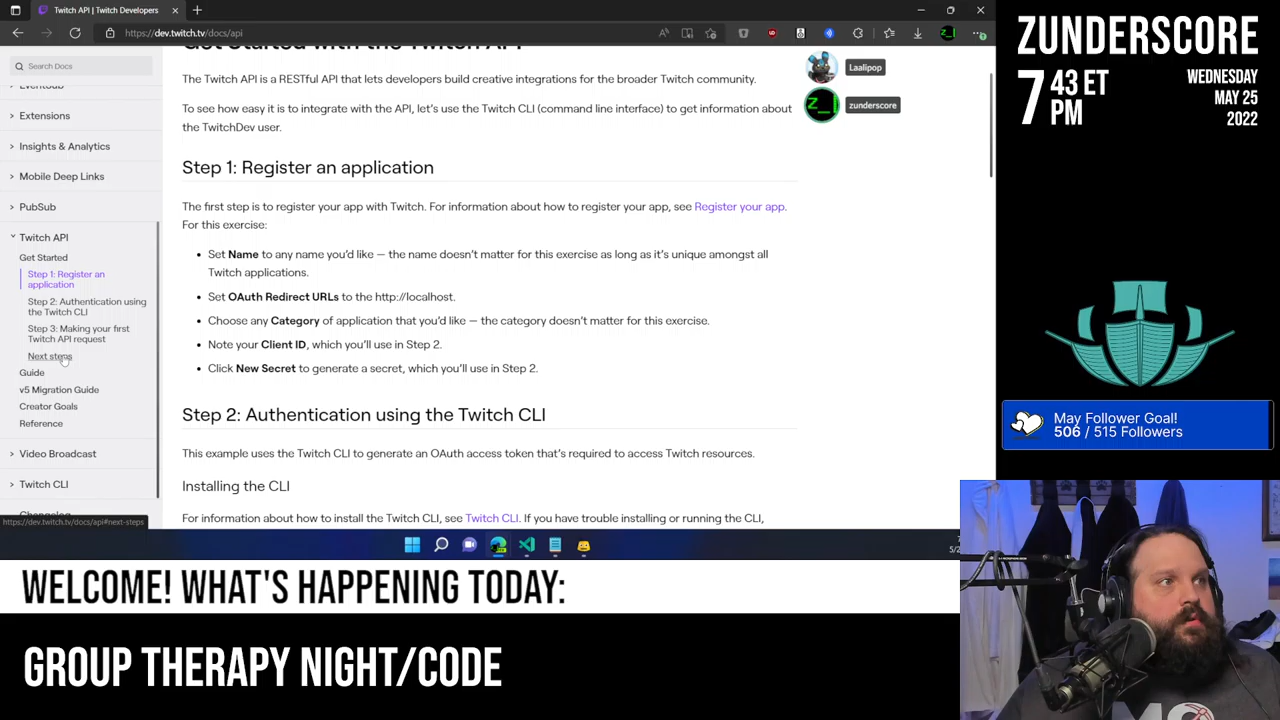 Twitch API | Twitch Developers
https://dev.twitch.tv/docs/api
Search Docs
EventSub
Extensions
Insights & Analytics
Mobile Deep Links
PubSub
Twitch API
Get Started
Step 1: Register an
application
Step 2: Authentication using
the Twitch CLI
Step 3: Making your first
Twitch API request
Next steps
Guide
v5 Migration Guide
Creator Goals
Reference
Video Broadcast
Twitch CLI
Changelog
https://dev.twitch.tv/docs/api#next-steps
Get Started with the Twitch API
The Twitch API is a RESTful API that lets developers build creative integrations for the broader Twitch community.
To see how easy it is to integrate with the API, let's use the Twitch CLI (command line interface) to get information about
the TwitchDev user.
Step 1: Register an application
The first step is to register your app with Twitch. For information about how to register your app, see Register your app.
For this exercise:
• Set Name to any name you'd like — the name doesn't matter for this exercise as long as it's unique amongst all
Twitch applications.
• Set OAuth Redirect URLs to the http://localhost.
• Choose any Category of application that you'd like — the category doesn't matter for this exercise.
• Note your Client ID, which you'll use in Step 2.
• Click New Secret to generate a secret, which you'll use in Step 2.
Step 2: Authentication using the Twitch CLI
This example uses the Twitch CLI to generate an OAuth access token that's required to access Twitch resources.
Installing the CLI
For information about how to install the Twitch CLI, see Twitch CLI. If you have trouble installing or running the CLI,
Laalipop
z_
zunderscore
ZUNDERSCORE
7 43 ET
PM
WEDNESDAY
MAY 25
2022
May Follower Goal!
506 / 515 Followers
WELCOME! WHAT'S HAPPENING TODAY:
GROUP THERAPY NIGHT/CODE